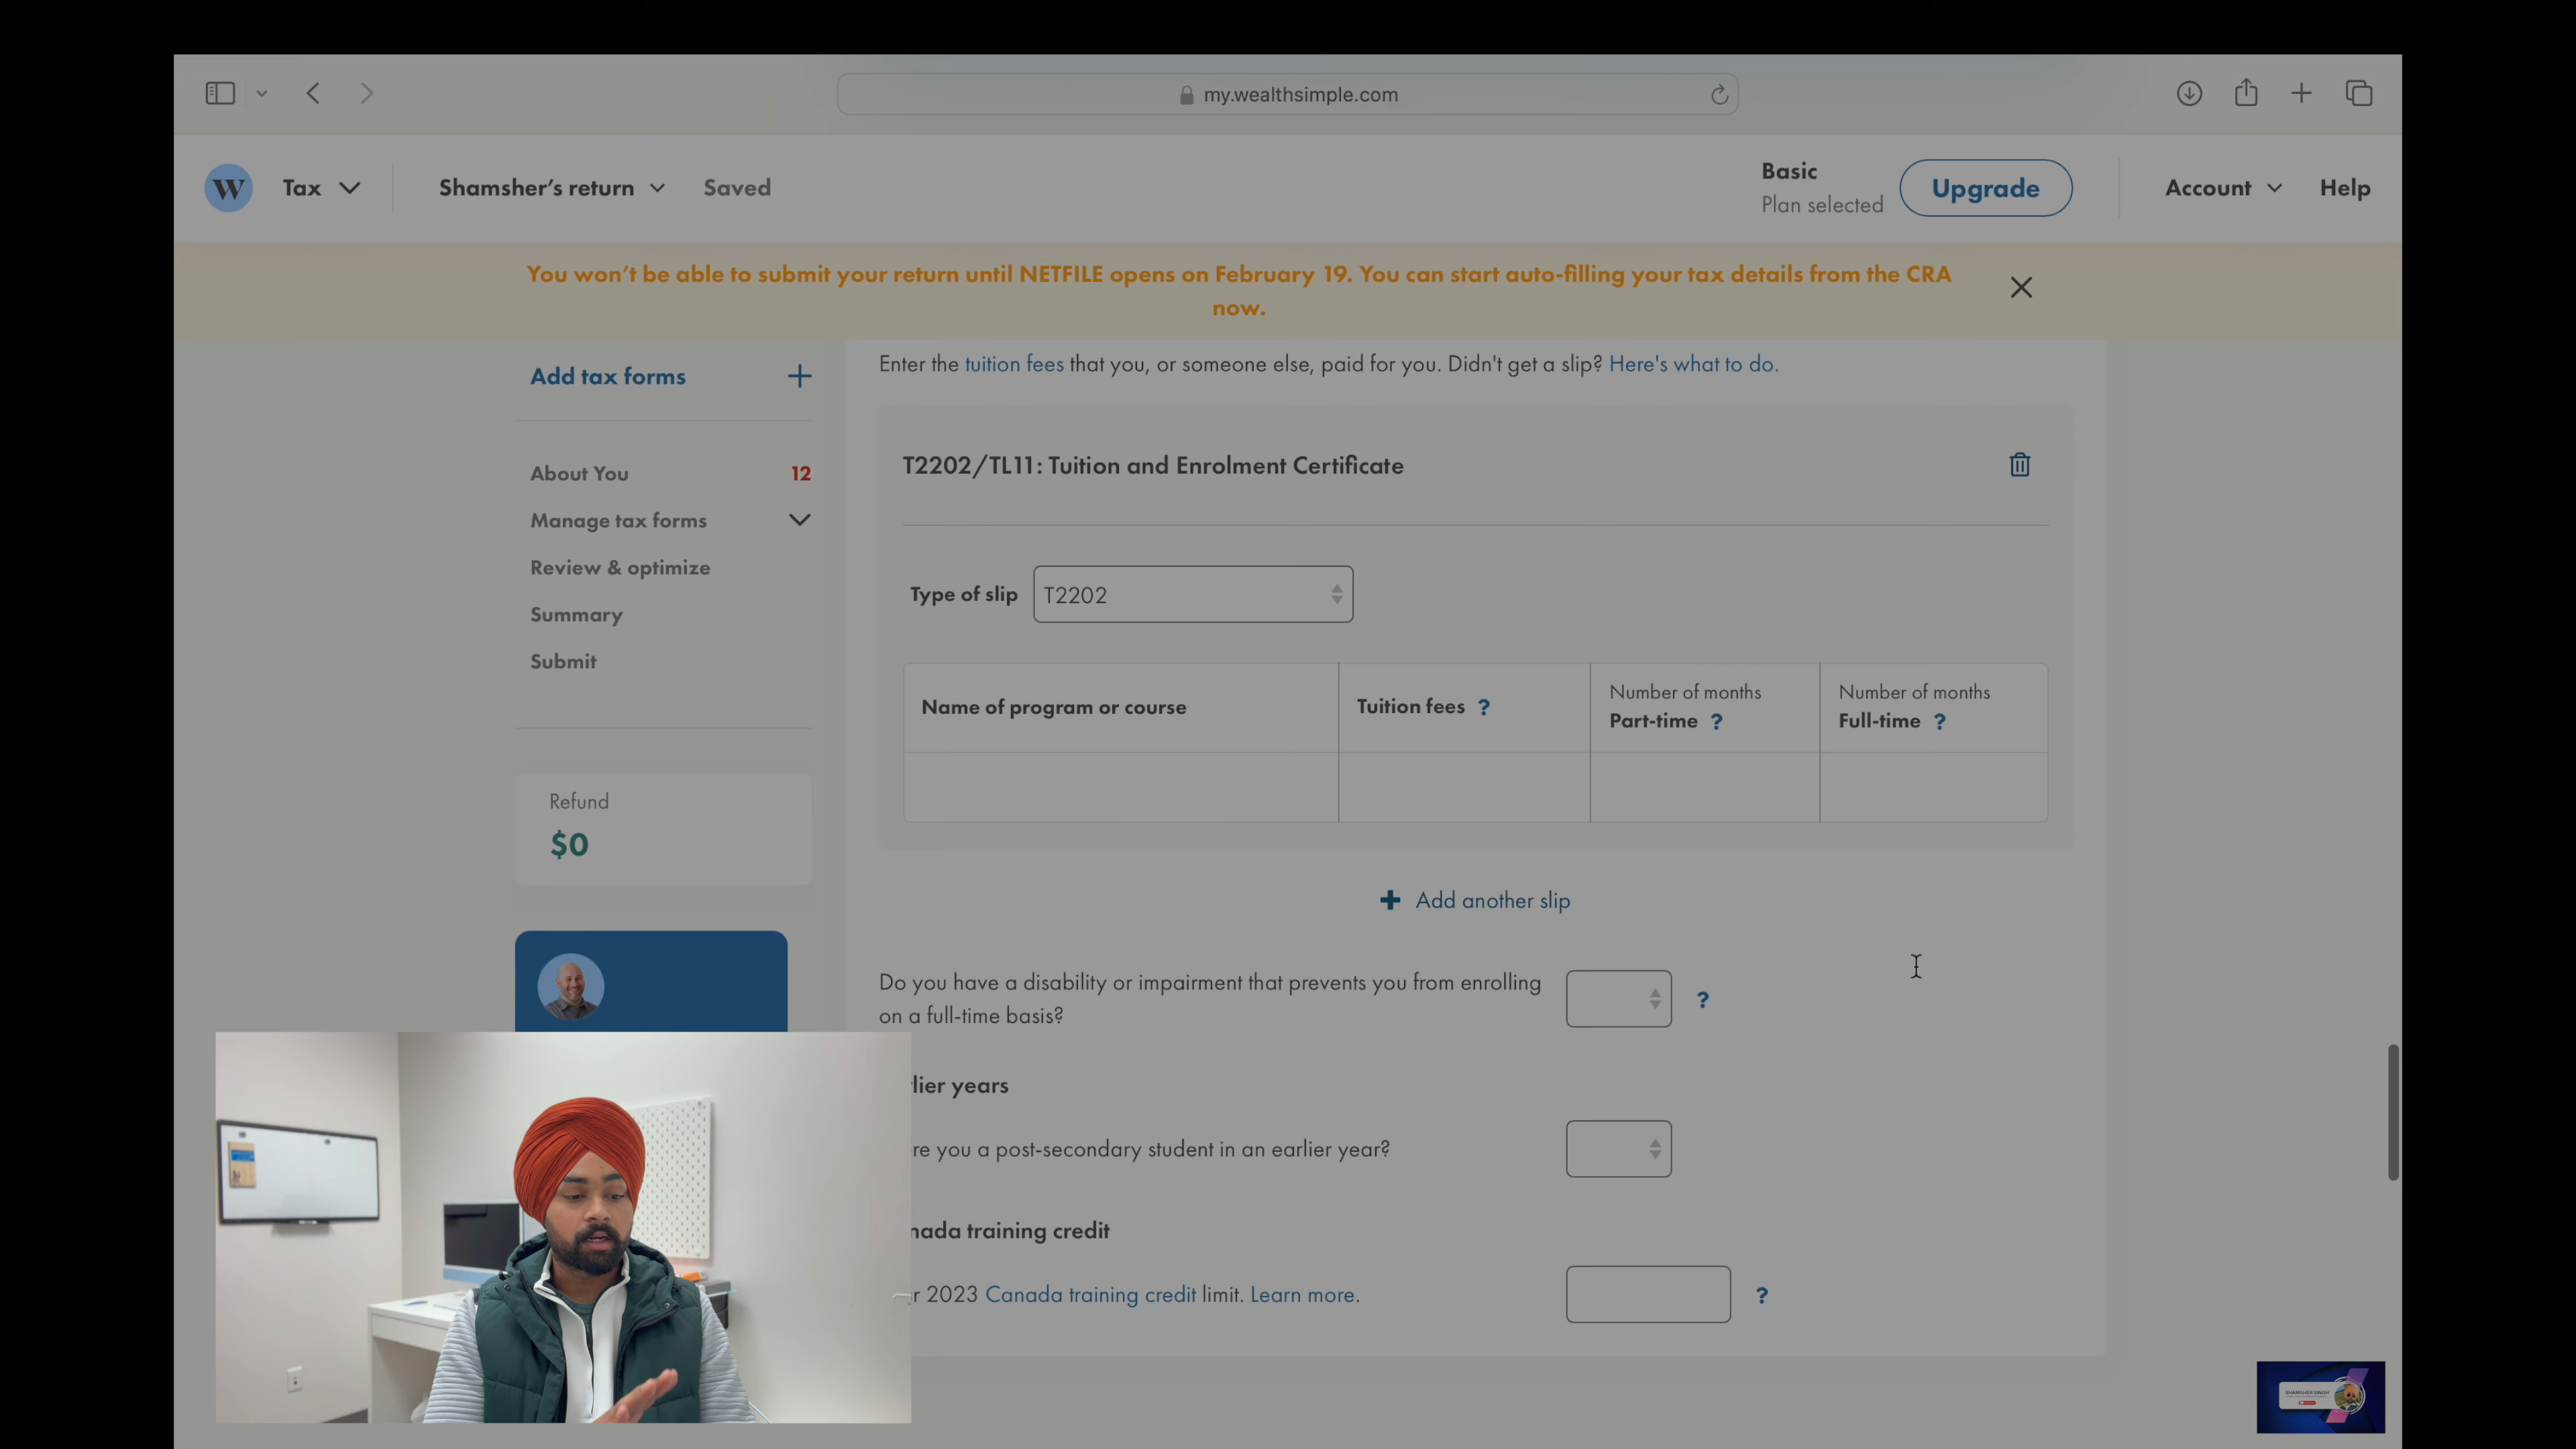 my.wealthsimple.com
W Tax Shamsher's return Saved Basic Plan selected Upgrade Account Help
You won't be able to submit your return until NETFILE opens on February 19. You can start auto-filling your tax details from the CRA
now.
Add tax forms
About You 12
Manage tax forms
Review & optimize
Summary
Submit
Refund
$0
Enter the tuition fees that you, or someone else, paid for you. Didn't get a slip? Here's what to do.
T2202/TL11: Tuition and Enrolment Certificate
Type of slip T2202
Name of program or course
Tuition fees ?
Number of months
Part-time ?
Number of months
Full-time ?
Add another slip
Do you have a disability or impairment that prevents you from enrolling
on a full-time basis? ?
lier years
re you a post-secondary student in an earlier year?
nada training credit
r 2023 Canada training credit limit. Learn more. ?
SHAMSHER SINGH